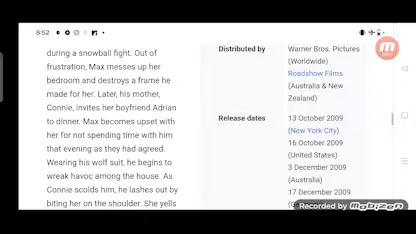 8:52
during a snowball fight. Out of
frustration, Max messes up her
bedroom and destroys a frame he
made for her. Later, his mother,
Connie, invites her boyfriend Adrian
to dinner. Max becomes upset with
her for not spending time with him
that evening as they had agreed.
Wearing his wolf suit, he begins to
wreak havoc among the house. As
Connie scolds him, he lashes out by
biting her on the shoulder. She yells
Distributed by
Warner Bros. Pictures
(Worldwide)
Roadshow Films
(Australia & New
Zealand)
Release dates
13 October 2009
(New York City)
16 October 2009
(United States)
3 December 2009
(Australia)
17 December 2009
Recorded by Mobizen